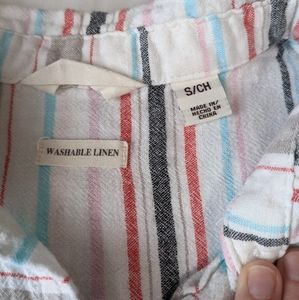 S/CH
MADE IN/
HECHO EN
CHINA
WASHABLE LINEN